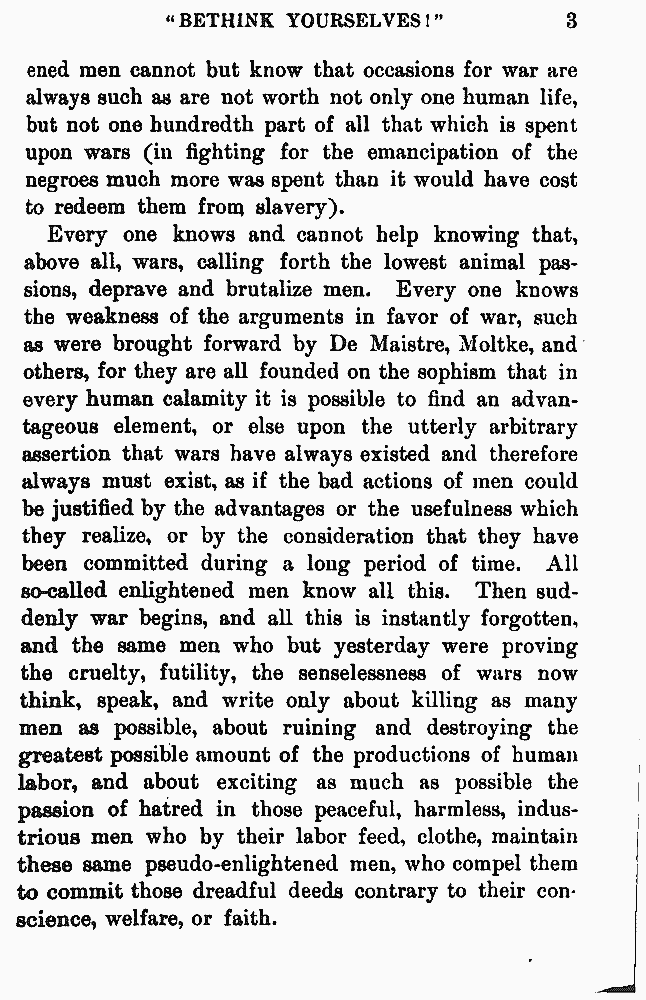 "BETHINK YOURSELVES!" 3
ened men cannot but know that occasions for war are
always such as are not worth not only one human life,
but not one hundredth part of all that which is spent
upon wars (in fighting for the emancipation of the
negroes much more was spent than it would have cost
to redeem them from slavery).
Every one knows and cannot help knowing that,
above all, wars, calling forth the lowest animal pas-
sions, deprave and brutalize men. Every one knows
the weakness of the arguments in favor of war, such
as were brought forward by De Maistre, Moltke, and
others, for they are all founded on the sophism that in
every human calamity it is possible to find an advan-
tageous element, or else upon the utterly arbitrary
assertion that wars have always existed and therefore
always must exist, as if the bad actions of men could
be justified by the advantages or the usefulness which
they realize, or by the consideration that they have
been committed during a long period of time. All
so-called enlightened men know all this. Then sud-
denly war begins, and all this is instantly forgotten,
and the same men who but yesterday were proving
the cruelty, futility, the senselessness of wars now
think, speak, and write only about killing as many
men as possible, about ruining and destroying the
greatest possible amount of the productions of human
labor, and about exciting as much as possible the
passion of hatred in those peaceful, harmless, indus-
trious men who by their labor feed, clothe, maintain
these same pseudo-enlightened men, who compel them
to commit those dreadful deeds contrary to their con-
science, welfare, or faith.